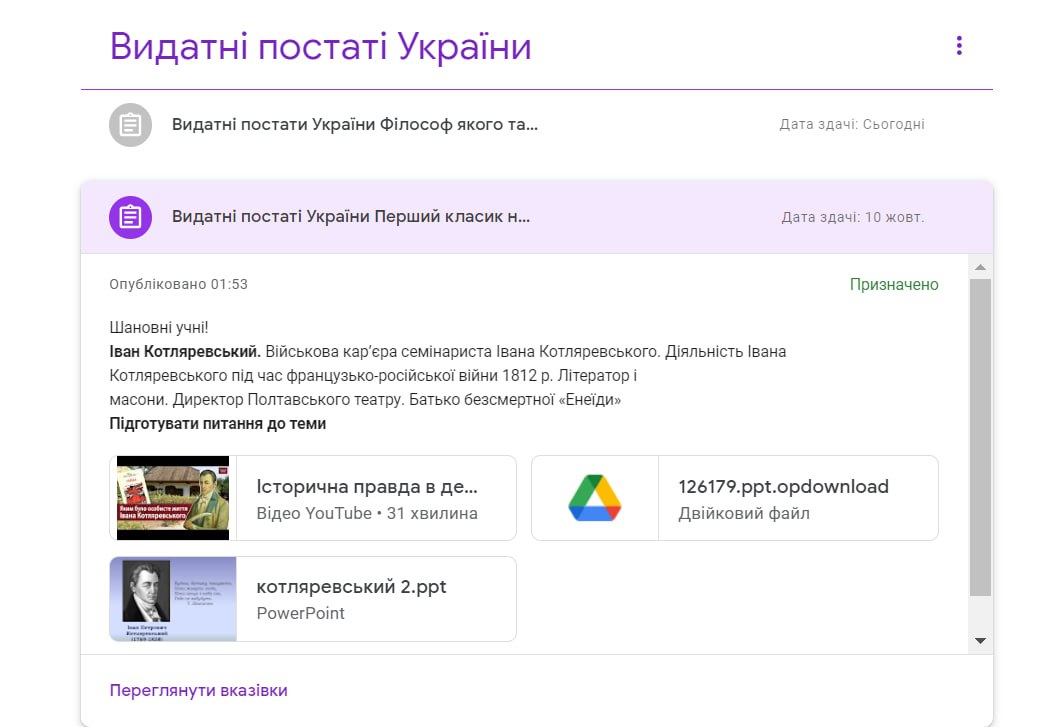 Видатні постаті України
Видатні постати України Філософ якого та...
Дата здачі: Сьогодні
Видатні постаті України Перший класик н...
Дата здачі: 10 жовт.
Опубліковано 01:53
Призначено
Шановні учні!
Іван Котляревський. Військова кар’єра семінариста Івана Котляревського. Діяльність Івана
Котляревського під час французько-російської війни 1812 р. Літератор і
масони. Директор Полтавського театру. Батько безсмертної «Енеїди»
Підготувати питання до теми
Яким було особисте життя
Івана Котляревського
Історична правда в де...
Відео YouTube • 31 хвилина
126179.ppt.opdownload
Двійковий файл
Іван Петрович
Котляревський
(1769-1838)
котляревський 2.ppt
PowerPoint
Переглянути вказівки